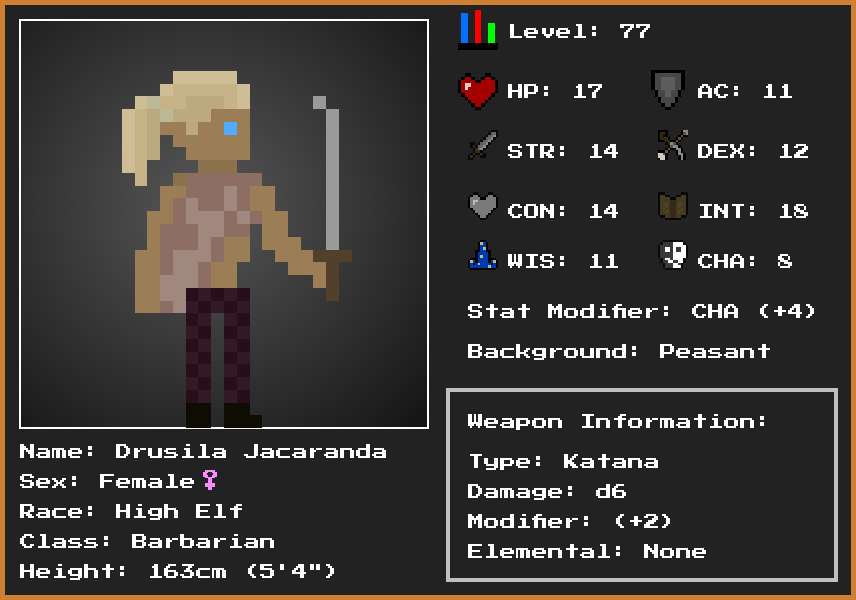 Level: 77
HP: 17
AC: 11
STR: 14
DEX: 12
CON: 14
INT: 18
WIS: 11
CHA: 8
Stat Modifier: CHA (+4)
Background: Peasant
Weapon Information:
Type: Katana
Damage: d6
Modifier: (+2)
Elemental: None
Name: Drusila Jacaranda
Sex: Female♀
Race: High Elf
Class: Barbarian
Height: 163cm (5'4")